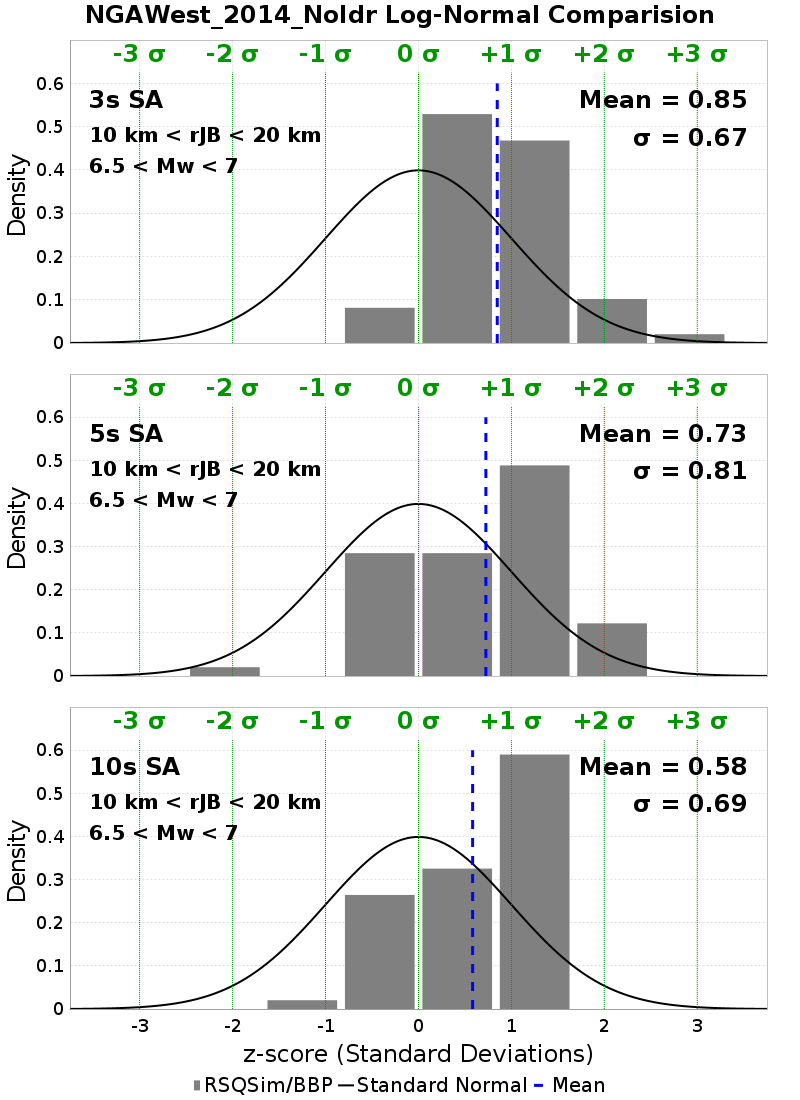 NGAWest_2014_NoIdr Log-Normal Comparision
-3 σ -2 σ -1 σ 0 σ +1 σ +2 σ +3 σ
0.6
3s SA Mean = 0.85
0.5
10 km < rJB < 20 km σ = 0.67
6.5 < Mw < 7
0.4
0.3
0.2
0.1
0
Density
-3 σ -2 σ -1 σ 0 σ +1 σ +2 σ +3 σ
0.6
5s SA Mean = 0.73
0.5
10 km < rJB < 20 km σ = 0.81
6.5 < Mw < 7
0.4
0.3
0.2
0.1
0
Density
-3 σ -2 σ -1 σ 0 σ +1 σ +2 σ +3 σ
0.6
10s SA Mean = 0.58
0.5
10 km < rJB < 20 km σ = 0.69
6.5 < Mw < 7
0.4
0.3
0.2
0.1
0
Density
-3 -2 -1 0 1 2 3
z-score (Standard Deviations)
RSQSim/BBP Standard Normal Mean